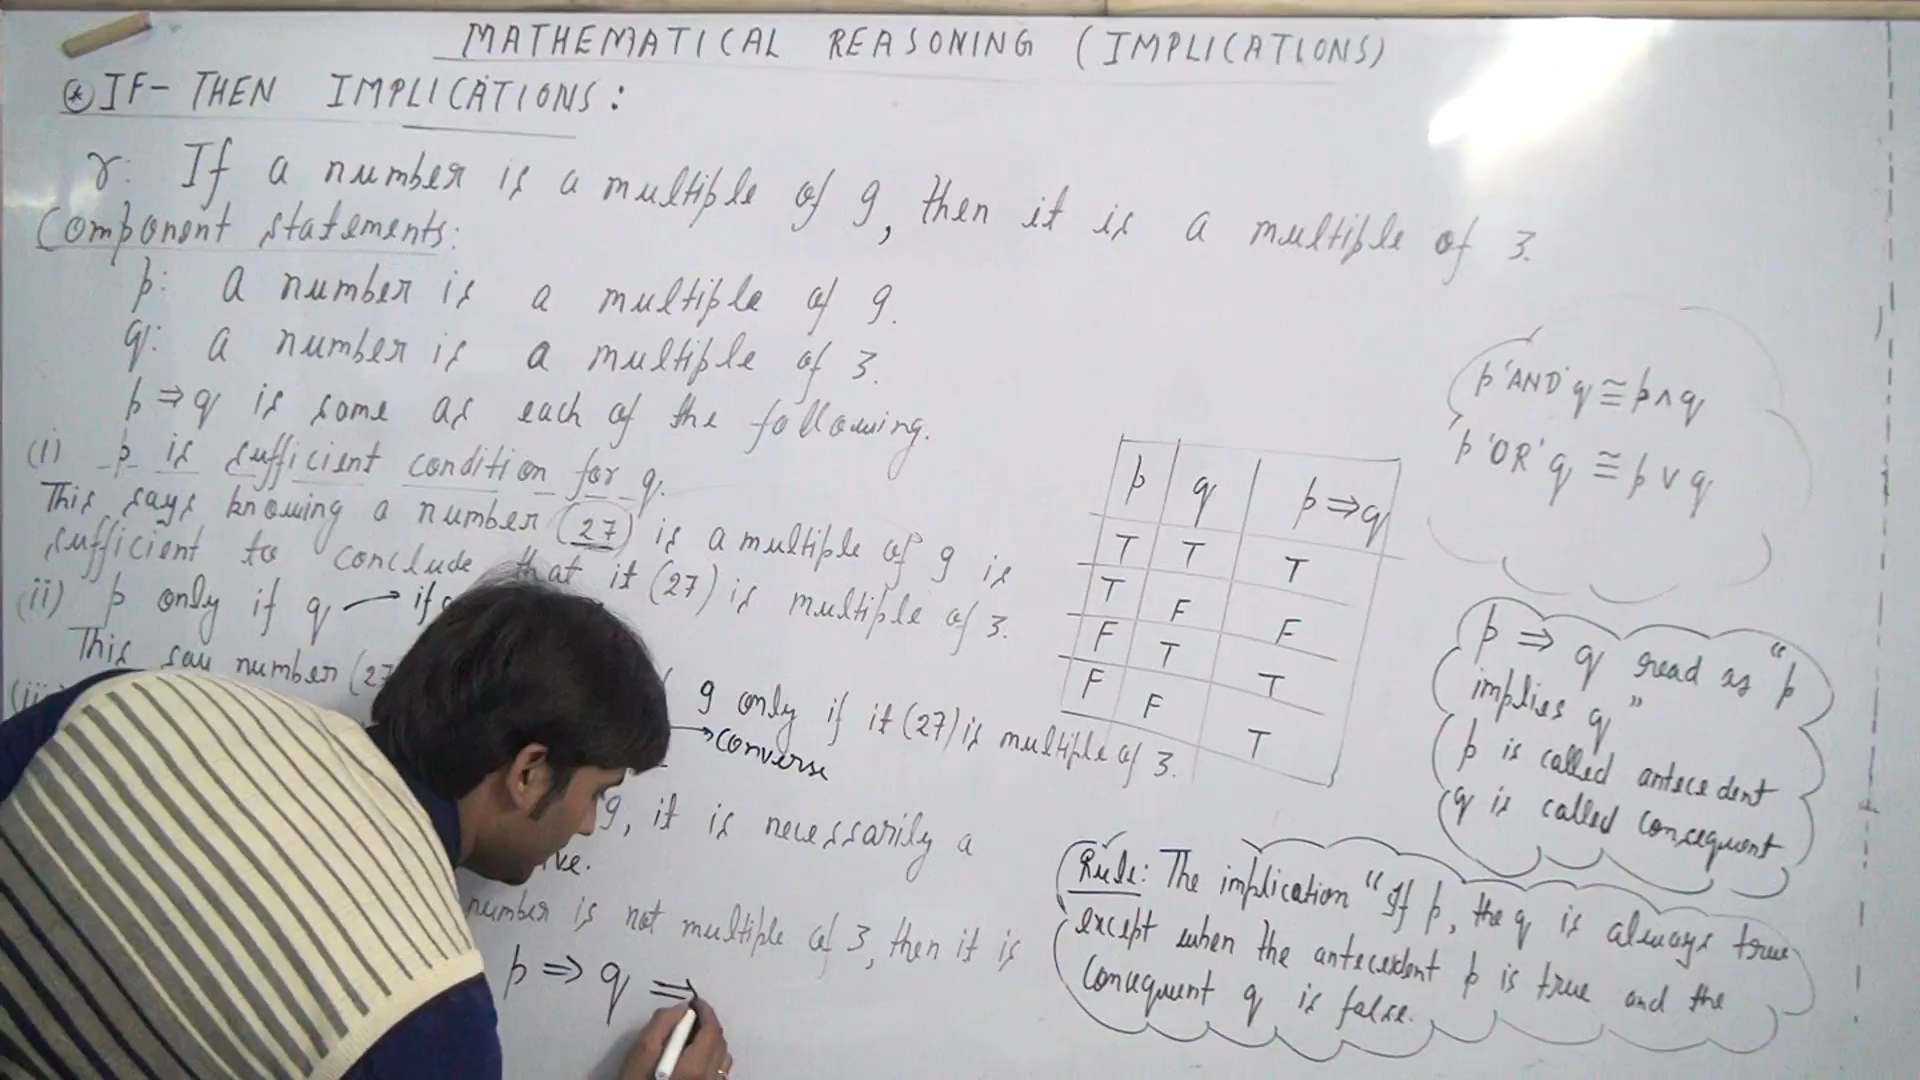 MATHEMATICAL REASONING (IMPLICATIONS)
* IF-THEN IMPLICATIONS:
r: If a number is a multiple of 9, then it is a multiple of 3.
Component statements:
p: a number is a multiple of 9.
q: a number is a multiple of 3.
p ⇒ q is same as each of the following.
(i) p is sufficient condition for q.
This says knowing a number (27) is a multiple of 9 is
sufficient to conclude that it (27) is multiple of 3.
(ii) p only if q → if
This say number (27
9 only if it (27) is multiple of 3.
→ converse
9, it is necessarily a
number is not multiple of 3, then it is
p ⇒ q ⇒
p q p ⇒ q
T T T
T F F
F T T
F F T
p 'AND' q ≅ p ∧ q
p 'OR' q ≅ p ∨ q
p ⇒ q read as "p
implies q"
p is called antecedent
q is called consequent
Rule: The implication "If p, the q is always true
except when the antecedent p is true and the
consequent q is false.